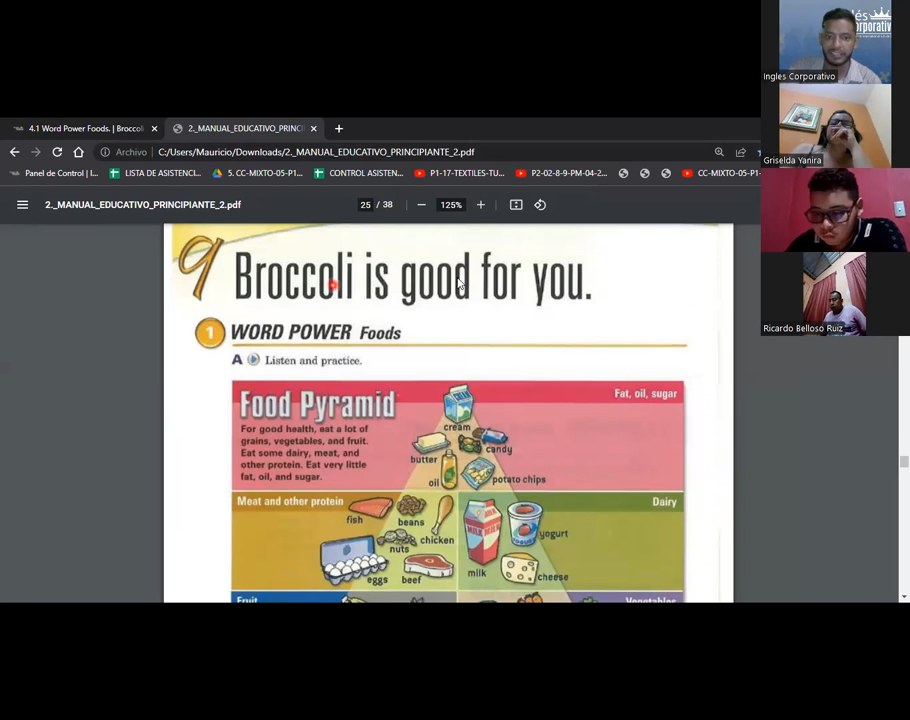 4.1 Word Power Foods. | Broccoli
2._MANUAL_EDUCATIVO_PRINCI
Archivo
C:/Users/Mauricio/Downloads/2._MANUAL_EDUCATIVO_PRINCIPIANTE_2.pdf
Panel de Control | I...
LISTA DE ASISTENCI...
5. CC-MIXTO-05-P1...
CONTROL ASISTEN...
P1-17-TEXTILES-TU...
P2-02-8-9-PM-04-2...
CC-MIXTO-05-P1-
2._MANUAL_EDUCATIVO_PRINCIPIANTE_2.pdf
25 / 38
125%
9 Broccoli is good for you.
1 WORD POWER Foods
A Listen and practice.
Food Pyramid
For good health, eat a lot of
grains, vegetables, and fruit.
Eat some dairy, meat, and
other protein. Eat very little
fat, oil, and sugar.
Fat, oil, sugar
cream
butter
candy
oil
potato chips
Meat and other protein
fish
beans
chicken
nuts
eggs
beef
Dairy
MILK
YOGURT
yogurt
milk
cheese
Fruit
Vegetables
Ingles Corporativo
Griselda Yanira
Ricardo Belloso Ruiz